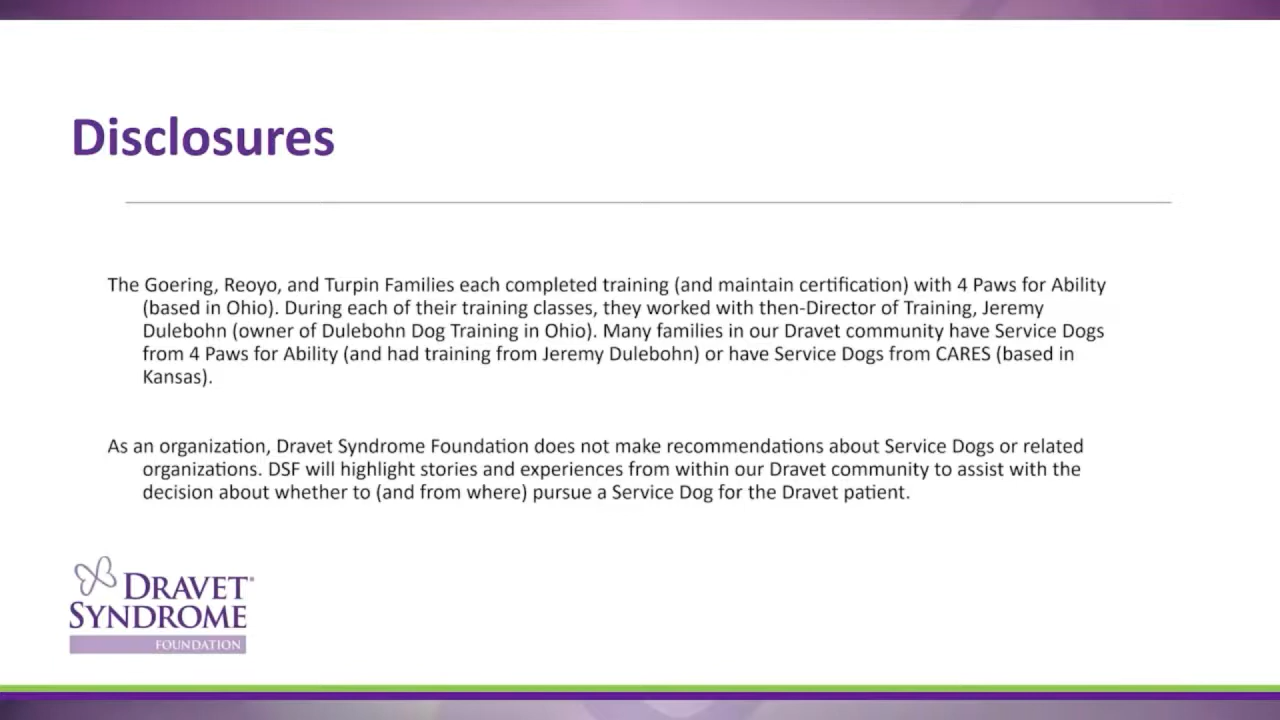 Disclosures
The Goering, Reoyo, and Turpin Families each completed training (and maintain certification) with 4 Paws for Ability
(based in Ohio). During each of their training classes, they worked with then-Director of Training, Jeremy
Dulebohn (owner of Dulebohn Dog Training in Ohio). Many families in our Dravet community have Service Dogs
from 4 Paws for Ability (and had training from Jeremy Dulebohn) or have Service Dogs from CARES (based in
Kansas).
As an organization, Dravet Syndrome Foundation does not make recommendations about Service Dogs or related
organizations. DSF will highlight stories and experiences from within our Dravet community to assist with the
decision about whether to (and from where) pursue a Service Dog for the Dravet patient.
DRAVET
SYNDROME
FOUNDATION